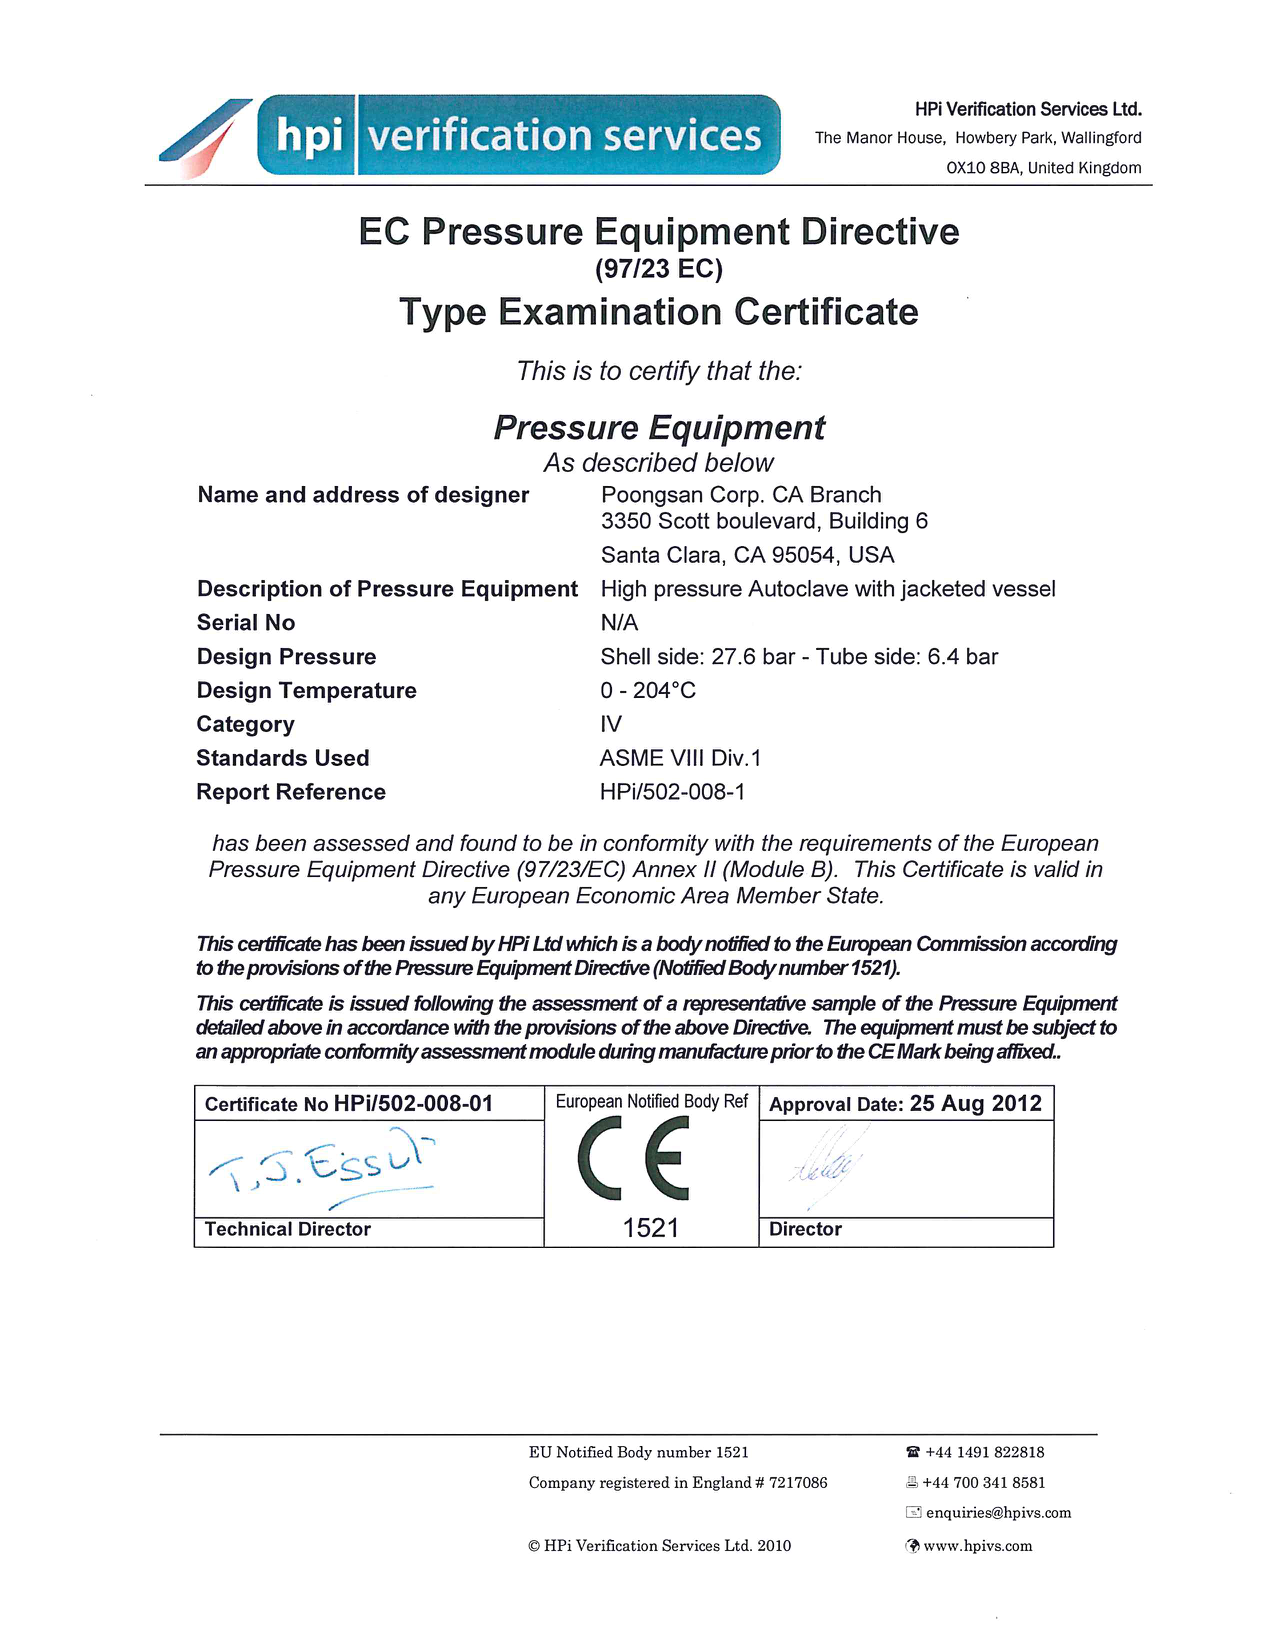 hpi verification services
HPi Verification Services Ltd.
The Manor House, Howbery Park, Wallingford
OX10 8BA, United Kingdom
EC Pressure Equipment Directive
(97/23 EC)
Type Examination Certificate
This is to certify that the:
Pressure Equipment
As described below
Name and address of designer Poongsan Corp. CA Branch
3350 Scott boulevard, Building 6
Santa Clara, CA 95054, USA
Description of Pressure Equipment High pressure Autoclave with jacketed vessel
Serial No N/A
Design Pressure Shell side: 27.6 bar - Tube side: 6.4 bar
Design Temperature 0 - 204°C
Category IV
Standards Used ASME VIII Div.1
Report Reference HPi/502-008-1
has been assessed and found to be in conformity with the requirements of the European
Pressure Equipment Directive (97/23/EC) Annex II (Module B). This Certificate is valid in
any European Economic Area Member State.
This certificate has been issued by HPi Ltd which is a body notified to the European Commission according
to the provisions of the Pressure Equipment Directive (Notified Body number 1521).
This certificate is issued following the assessment of a representative sample of the Pressure Equipment
detailed above in accordance with the provisions of the above Directive. The equipment must be subject to
an appropriate conformity assessment module during manufacture prior to the CE Mark being affixed..
Certificate No HPi/502-008-01
T.J.Essut
Technical Director
European Notified Body Ref
CE
1521
Approval Date: 25 Aug 2012
Director
EU Notified Body number 1521
Company registered in England # 7217086
© HPi Verification Services Ltd. 2010
+44 1491 822818
+44 700 341 8581
enquiries@hpivs.com
www.hpivs.com